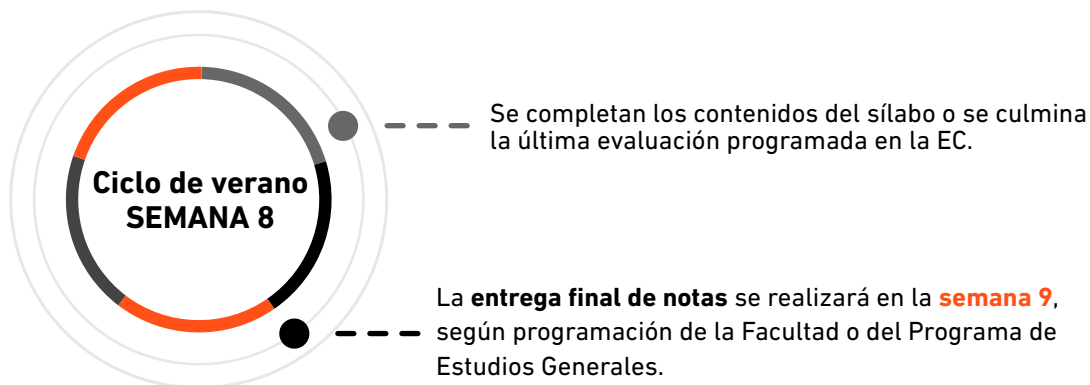 Se completan los contenidos del sílabo o se culmina
la última evaluación programada en la EC.
Ciclo de verano
SEMANA 8
La entrega final de notas se realizará en la semana 9,
según programación de la Facultad o del Programa de
Estudios Generales.